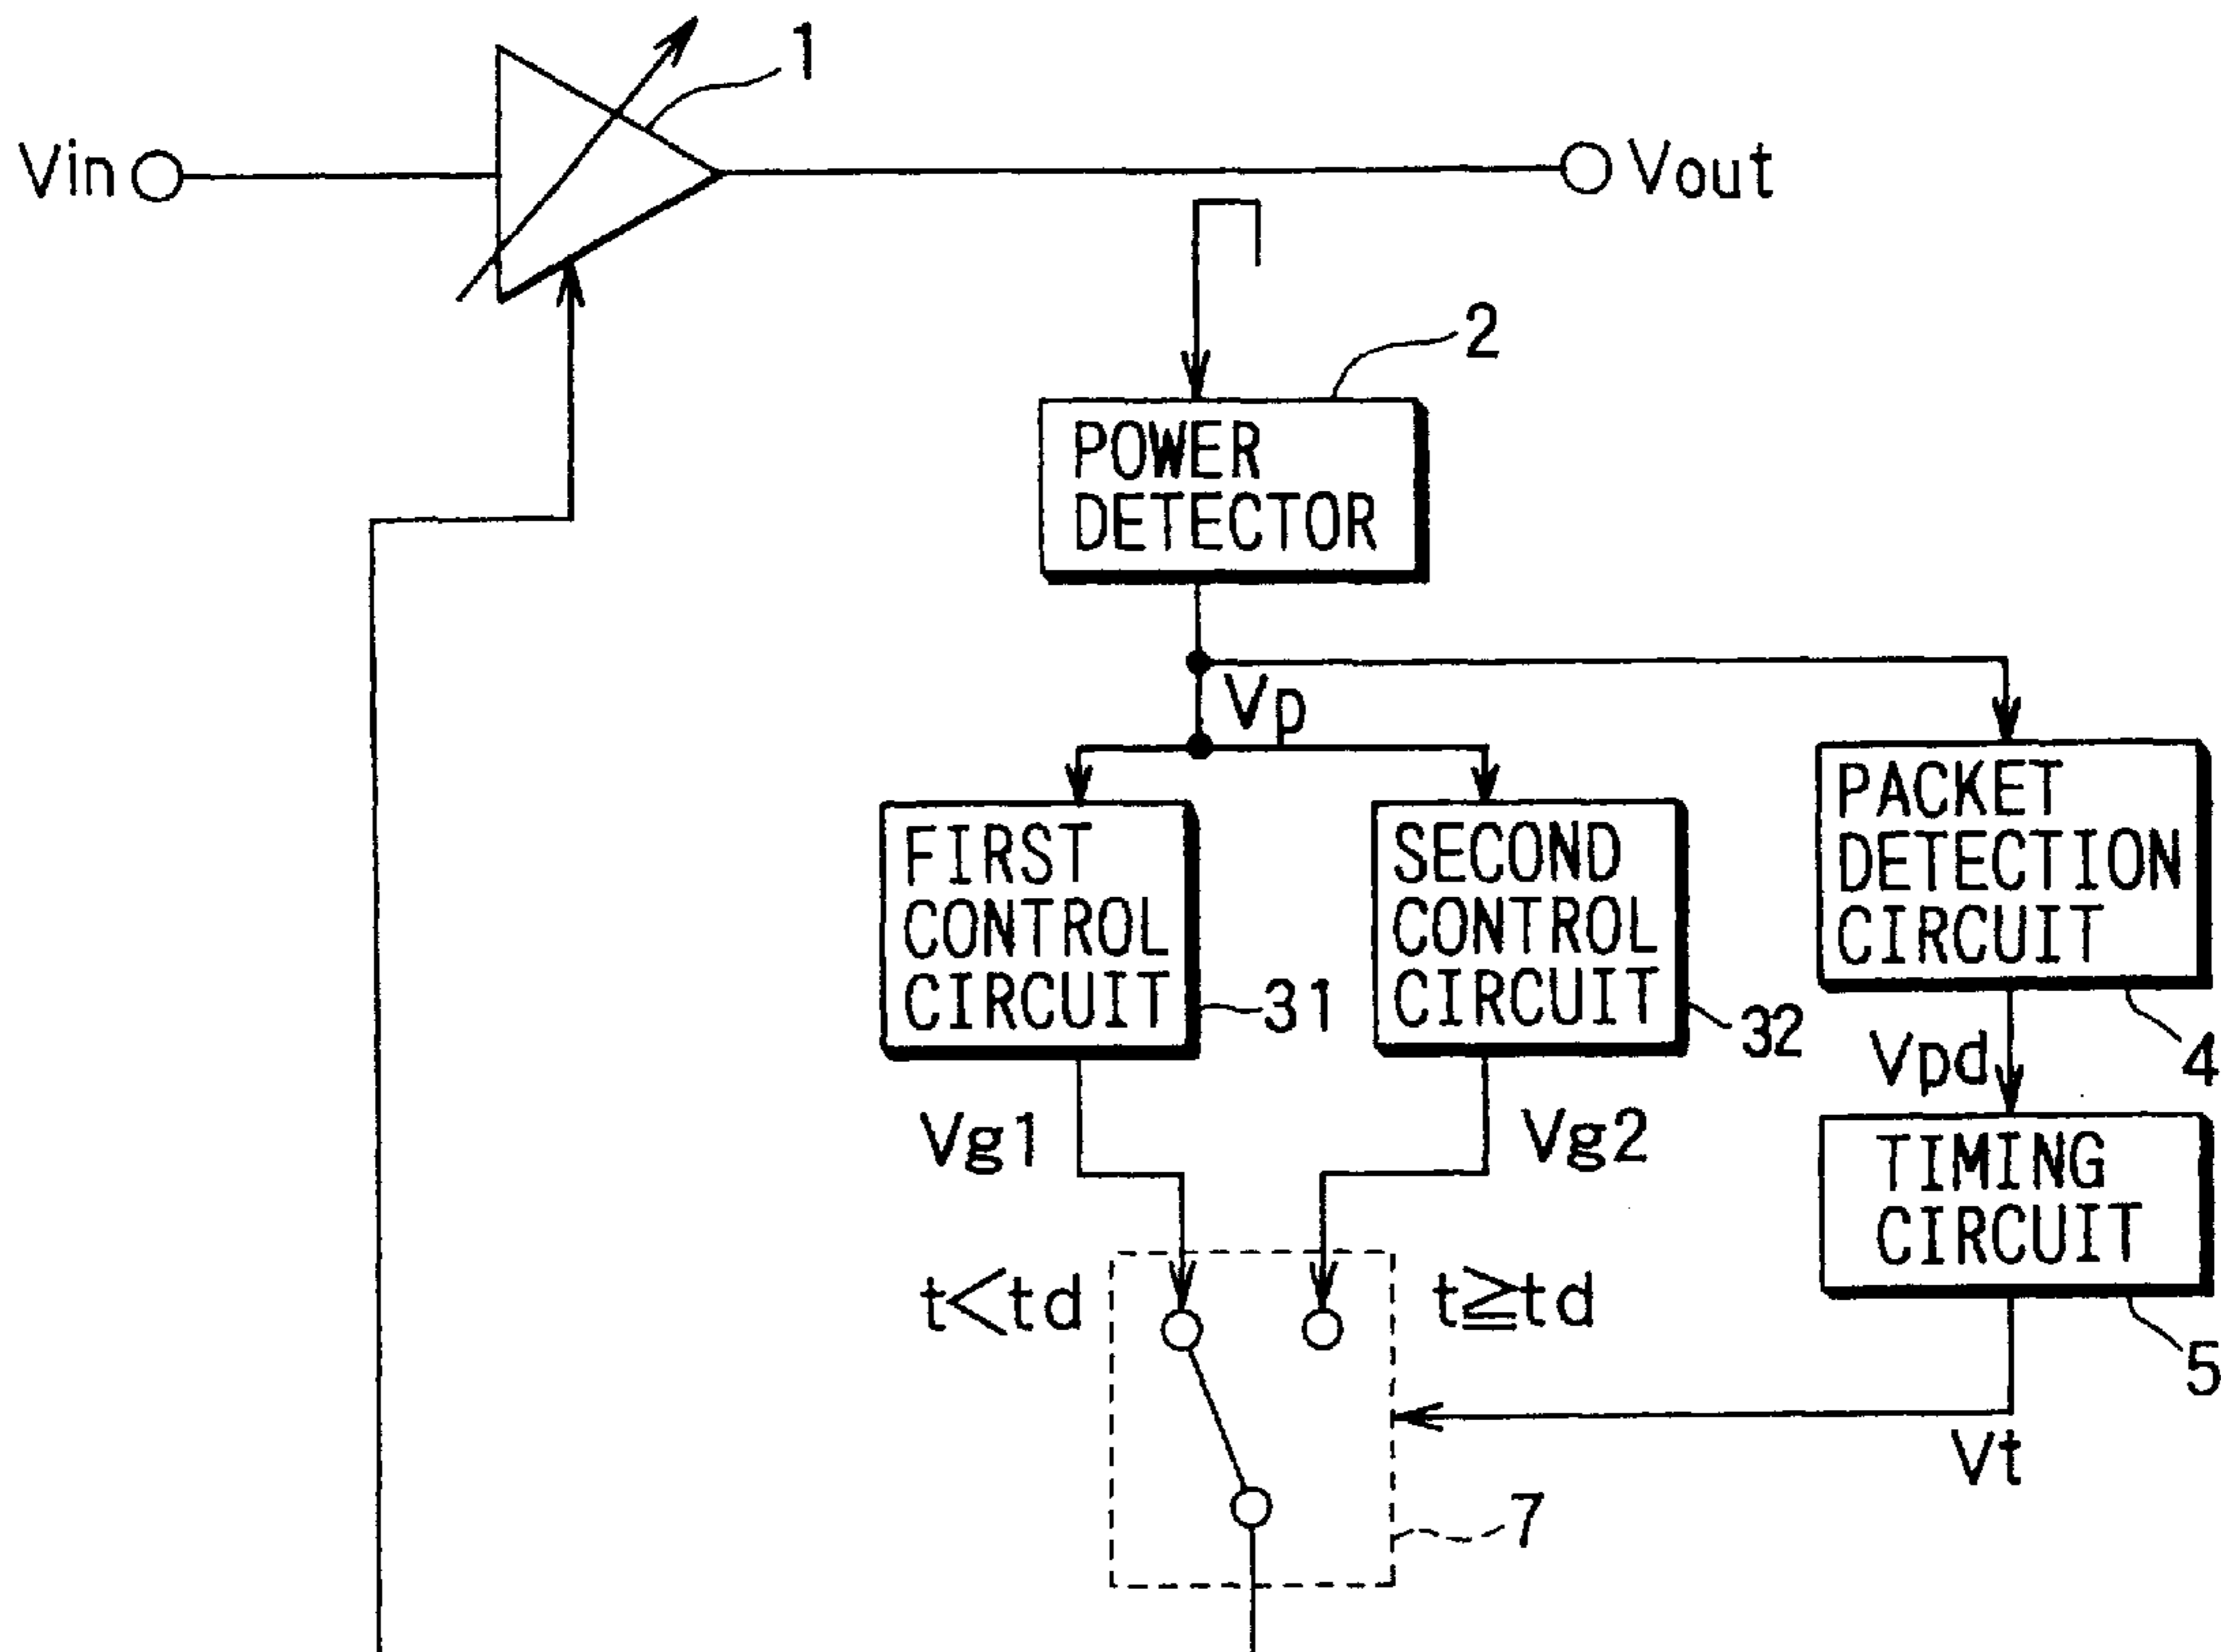 1
Vin
Vout
2
POWER
DETECTOR
Vp
FIRST
CONTROL
CIRCUIT
31
SECOND
CONTROL
CIRCUIT
32
PACKET
DETECTION
CIRCUIT
4
Vpd
Vg1
Vg2
TIMING
CIRCUIT
5
t<td
t≧td
Vt
7